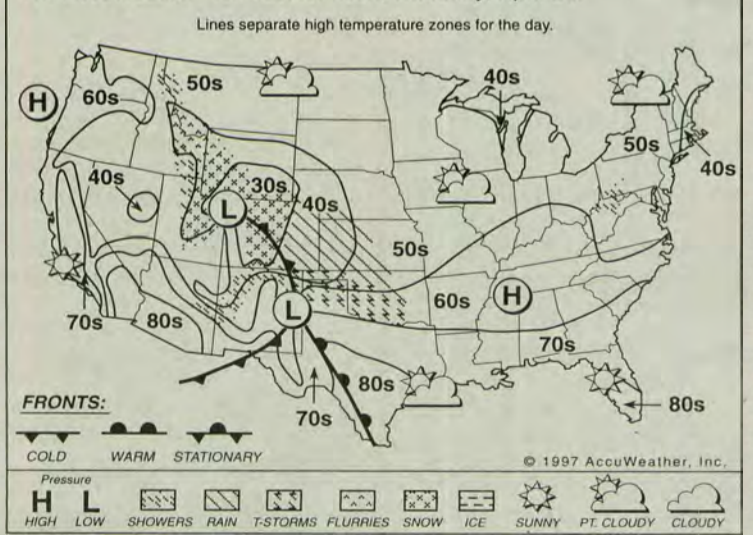 Lines separate high temperature zones for the day.
H
60s
50s
40s
40s
30s
L
40s
50s
40s
50s
60s
H
L
70s
80s
70s
80s
70s
80s
FRONTS:
COLD WARM STATIONARY
© 1997 AccuWeather, Inc.
Pressure
H L
HIGH LOW SHOWERS RAIN T-STORMS FLURRIES SNOW ICE SUNNY PT. CLOUDY CLOUDY